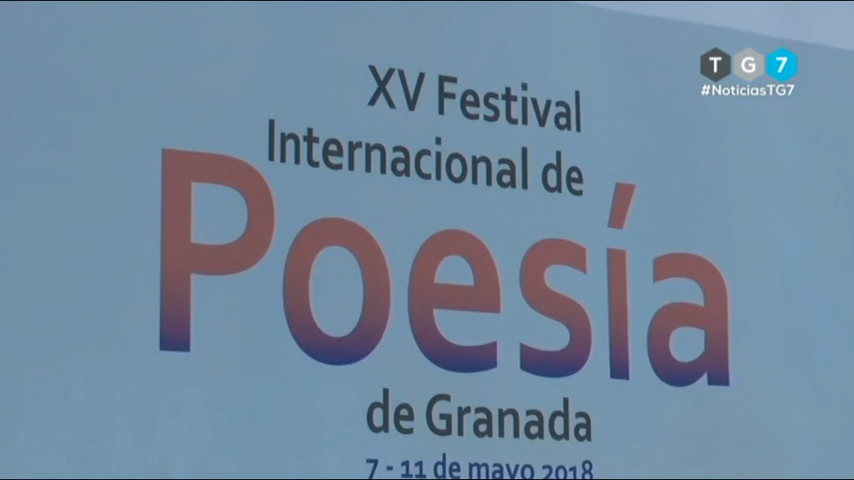 TG7
#NoticiasTG7
XV Festival
Internacional de
Poesía
de Granada
7 - 11 de mayo 2018